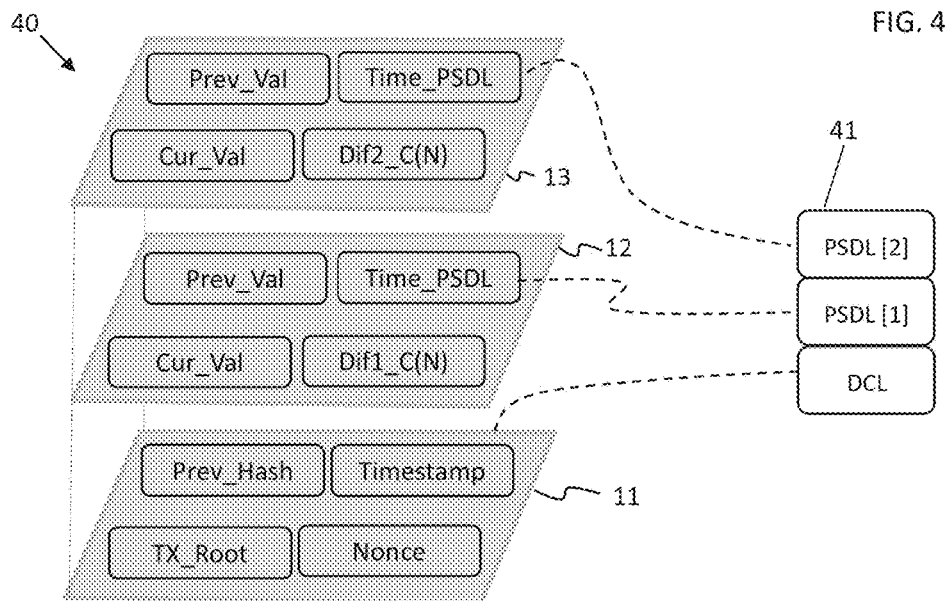 40
FIG. 4
Prev_Val Time_PSDL
Cur_Val Dif2_C(N)
13
41
12
PSDL [2]
Prev_Val Time_PSDL
PSDL [1]
Cur_Val Dif1_C(N)
DCL
Prev_Hash Timestamp
11
TX_Root Nonce